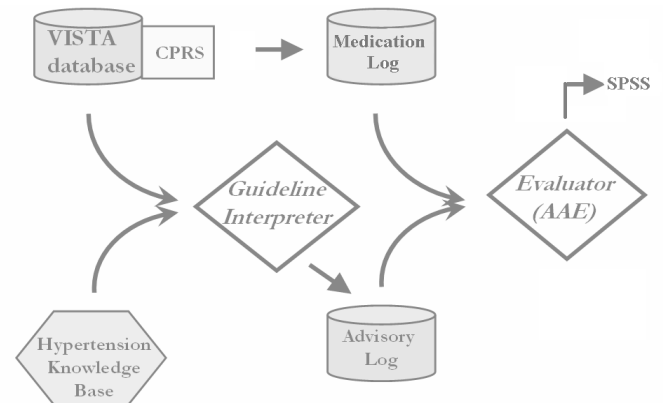 VISTA
database
CPRS
Medication
Log
SPSS
Guideline
Interpreter
Evaluator
(AAE)
Hypertension
Knowledge
Base
Advisory
Log